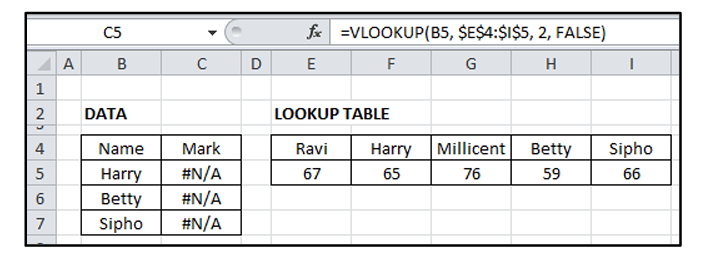 C5 fx =VLOOKUP(B5, $E$4:$I$5, 2, FALSE)
A B C D E F G H I
1
2 DATA LOOKUP TABLE
4 Name Mark Ravi Harry Millicent Betty Sipho
5 Harry #N/A 67 65 76 59 66
6 Betty #N/A
7 Sipho #N/A